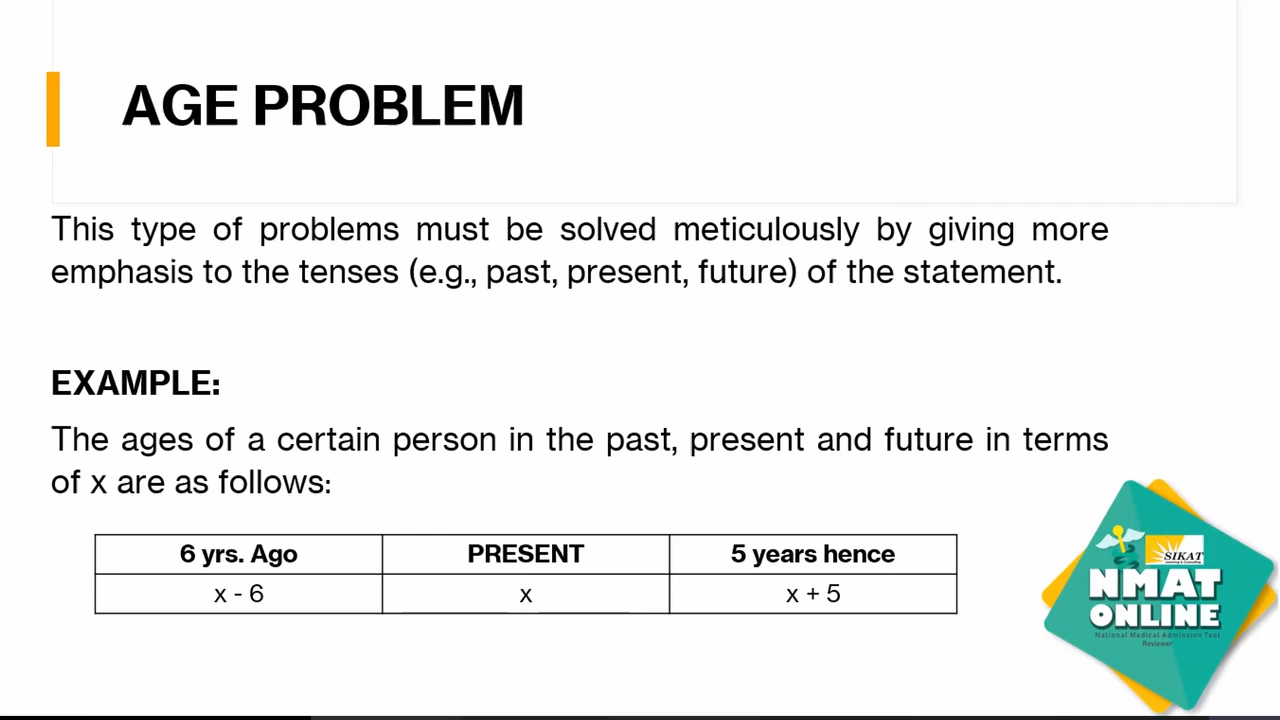 AGE PROBLEM
This type of problems must be solved meticulously by giving more
emphasis to the tenses (e.g., past, present, future) of the statement.
EXAMPLE:
The ages of a certain person in the past, present and future in terms
of x are as follows:
6 yrs. Ago PRESENT 5 years hence
x - 6 x x + 5
SIKAT
NMAT
ONLINE
National Medical Admission Test
Reviewer